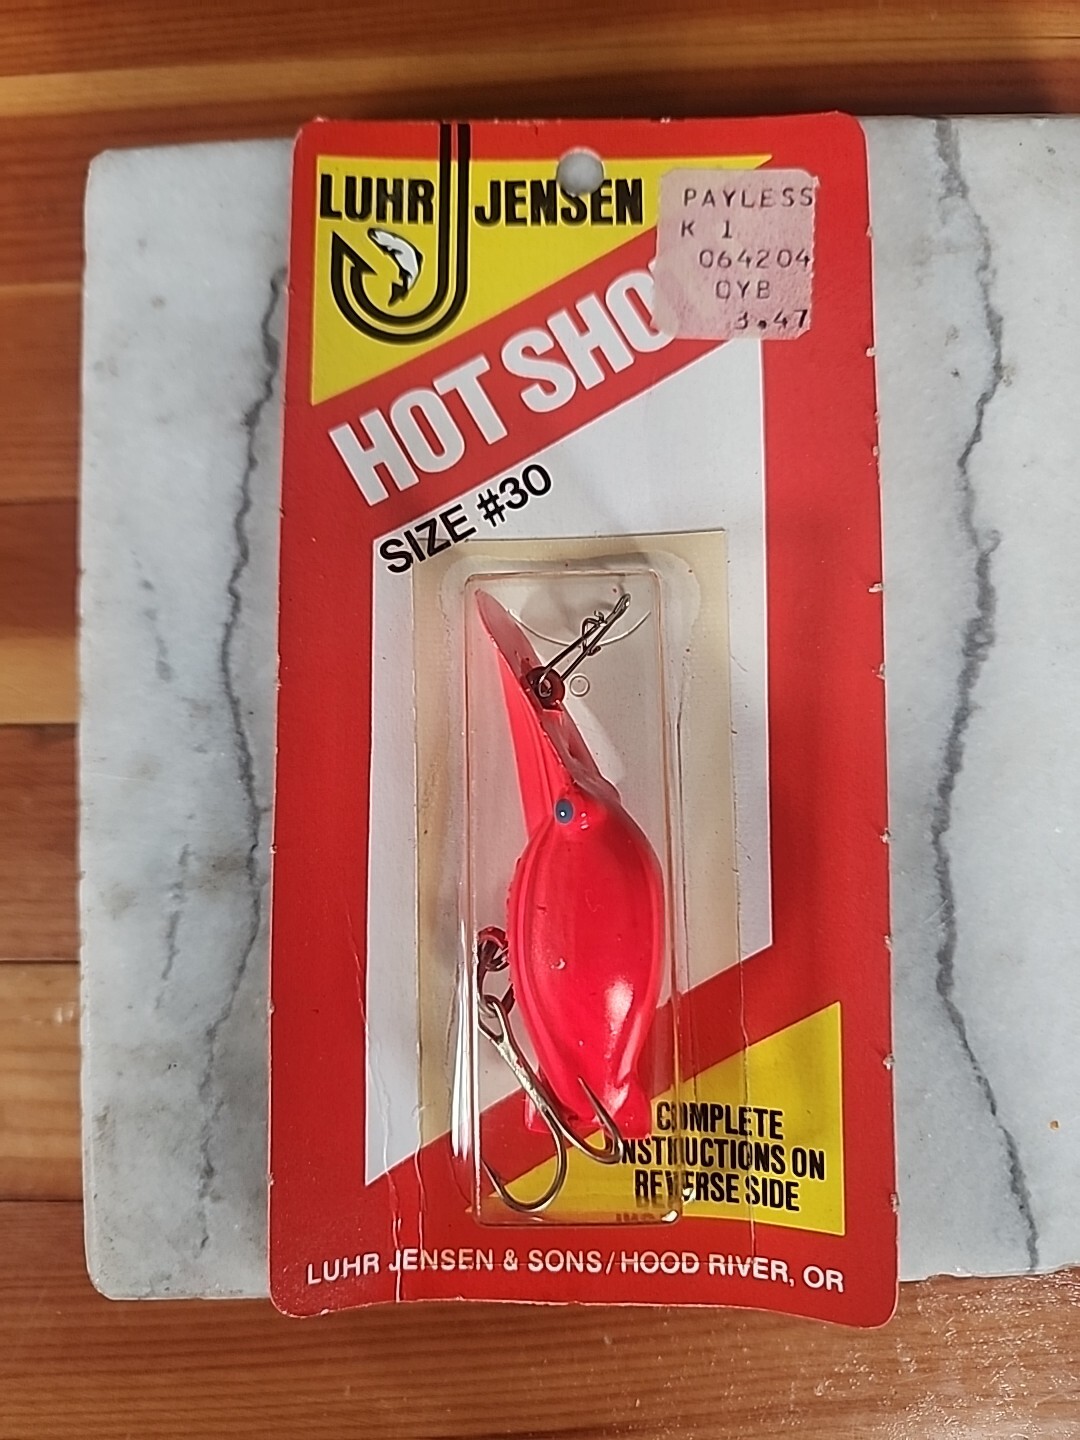 LUHR JENSEN
PAYLESS
K 1
064204
QYB
3.47
HOT SHO
SIZE #30
COMPLETE
INSTRUCTIONS ON
REVERSE SIDE
LUHR JENSEN & SONS/HOOD RIVER, OR